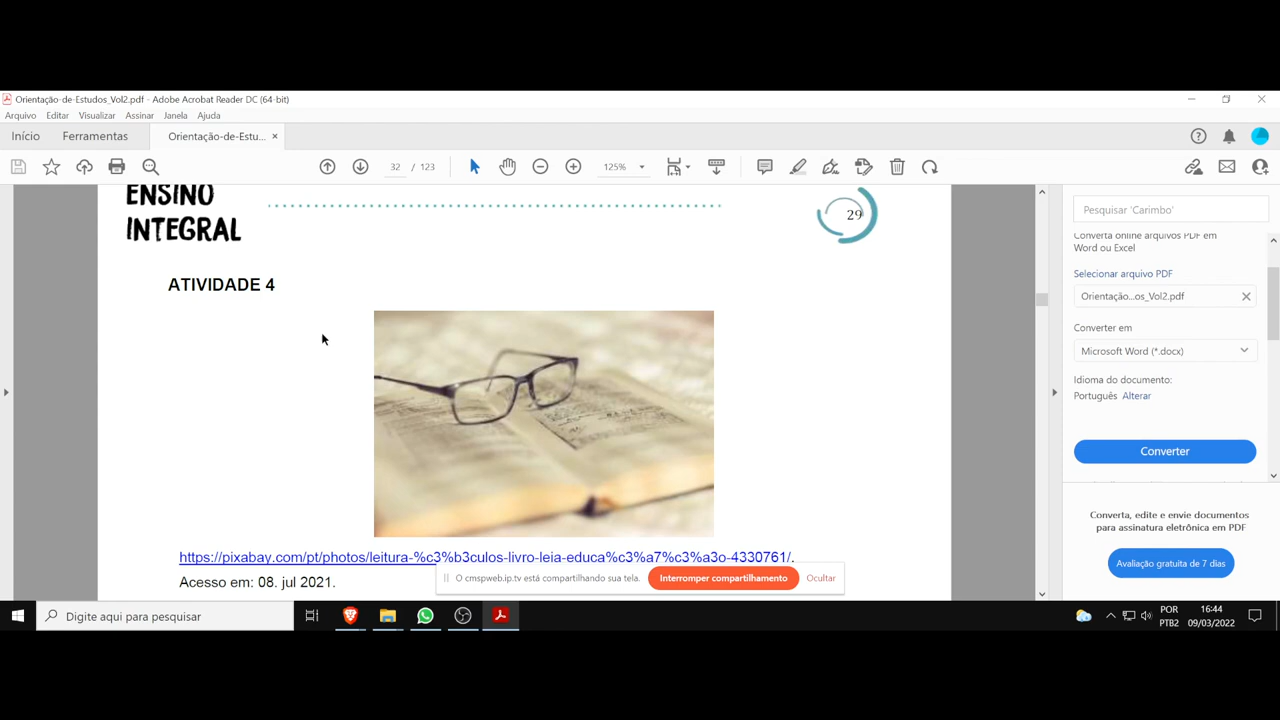 Orientação-de-Estudos_Vol2.pdf - Adobe Acrobat Reader DC (64-bit)
Arquivo Editar Visualizar Assinar Janela Ajuda
Início Ferramentas Orientação-de-Estu... ×
32 / 123 125%
ENSINO
INTEGRAL
29
ATIVIDADE 4
https://pixabay.com/pt/photos/leitura-%c3%b3culos-livro-leia-educa%c3%a7%c3%a3o-4330761/.
Acesso em: 08. jul 2021.
Pesquisar 'Carimbo'
Converta online arquivos PDF em
Word ou Excel
Selecionar arquivo PDF
Orientação...os_Vol2.pdf
Converter em
Microsoft Word (*.docx)
Idioma do documento:
Português Alterar
Converter
Converta, edite e envie documentos
para assinatura eletrônica em PDF
Avaliação gratuita de 7 dias
O cmspweb.ip.tv está compartilhando sua tela. Interromper compartilhamento Ocultar
Digite aqui para pesquisar
POR
PTB2
16:44
09/03/2022